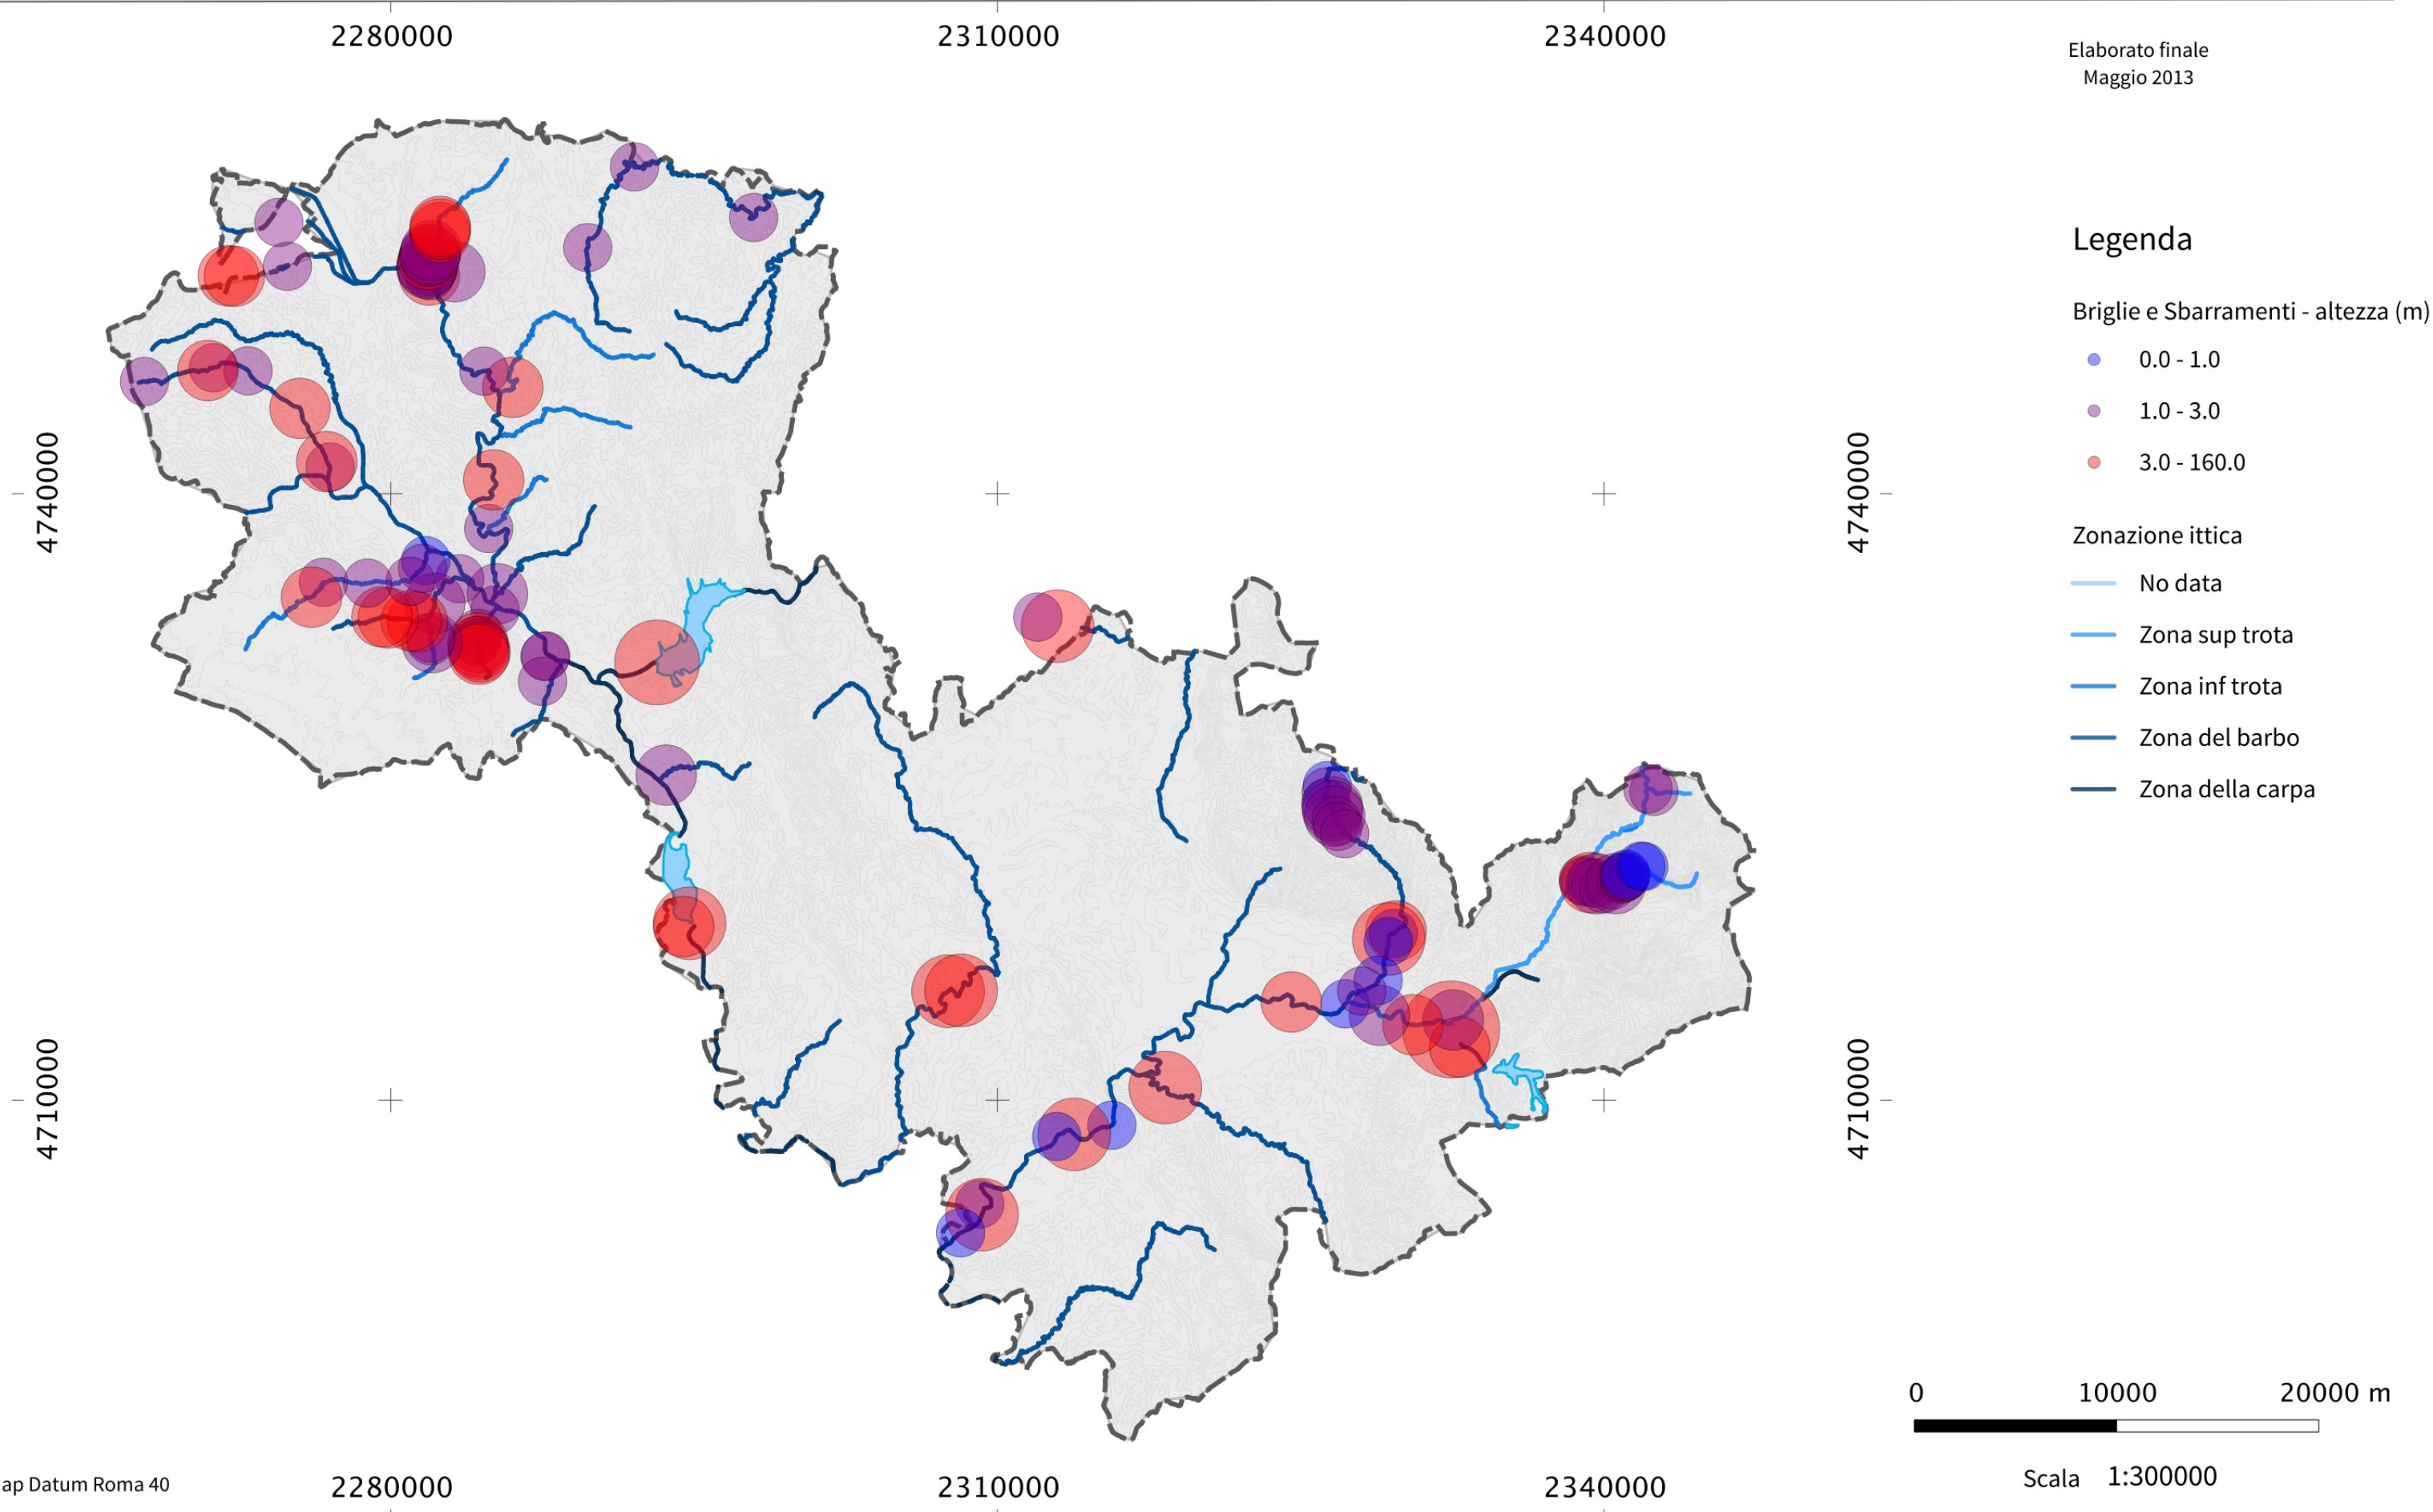 2280000 2310000 2340000
Elaborato finale
Maggio 2013
Legenda
Briglie e Sbarramenti - altezza (m)
0.0 - 1.0
1.0 - 3.0
3.0 - 160.0
Zonazione ittica
No data
Zona sup trota
Zona inf trota
Zona del barbo
Zona della carpa
4740000 4740000
4710000 4710000
0 10000 20000 m
Scala 1:300000
ap Datum Roma 40
2280000 2310000 2340000